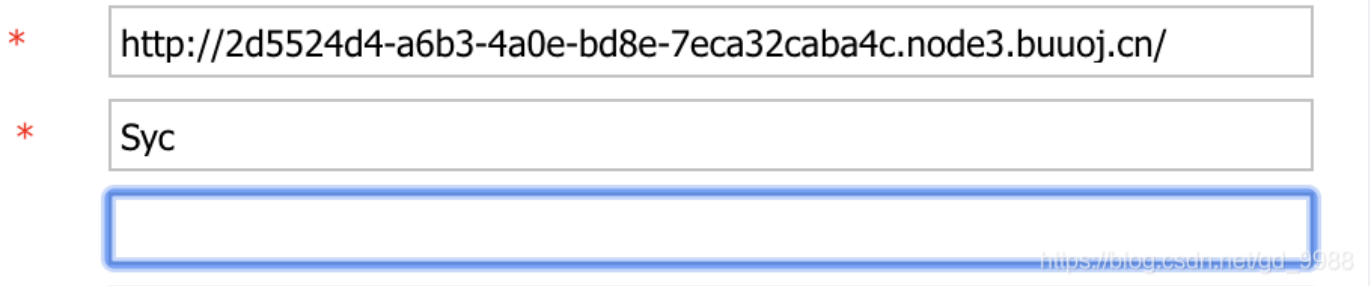 * http://2d5524d4-a6b3-4a0e-bd8e-7eca32caba4c.node3.buuoj.cn/
* Syc
https://blog.csdn.net/gd_9988